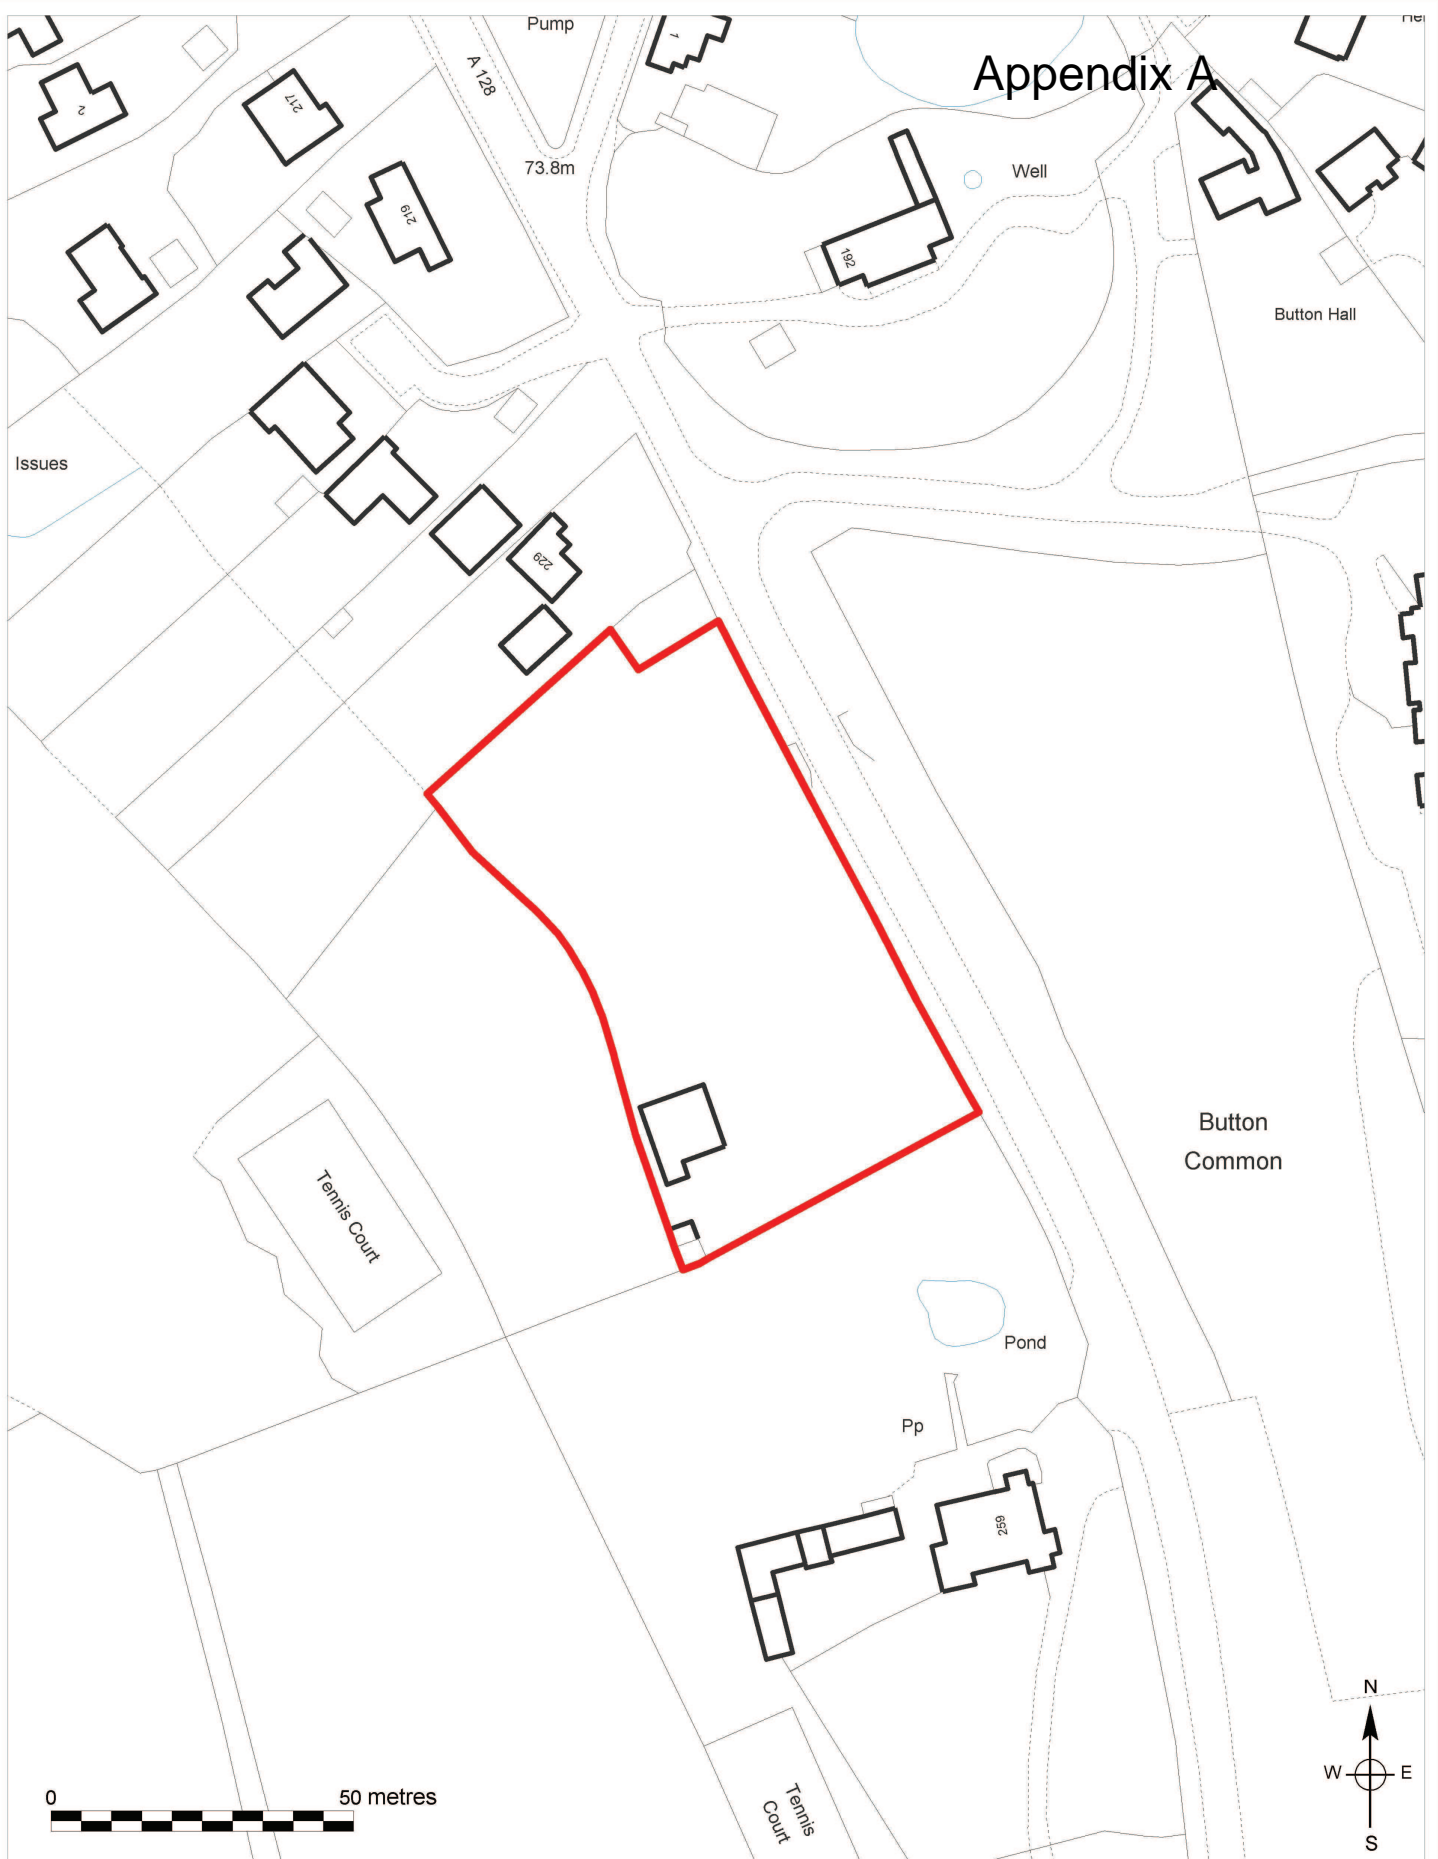 Pump
1
He
Appendix A
A 128
2
217
73.8m
Well
219
192
Button Hall
Issues
229
Button
Common
Tennis Court
Pond
Pp
259
N
W E
S
0 50 metres
Tennis
Court